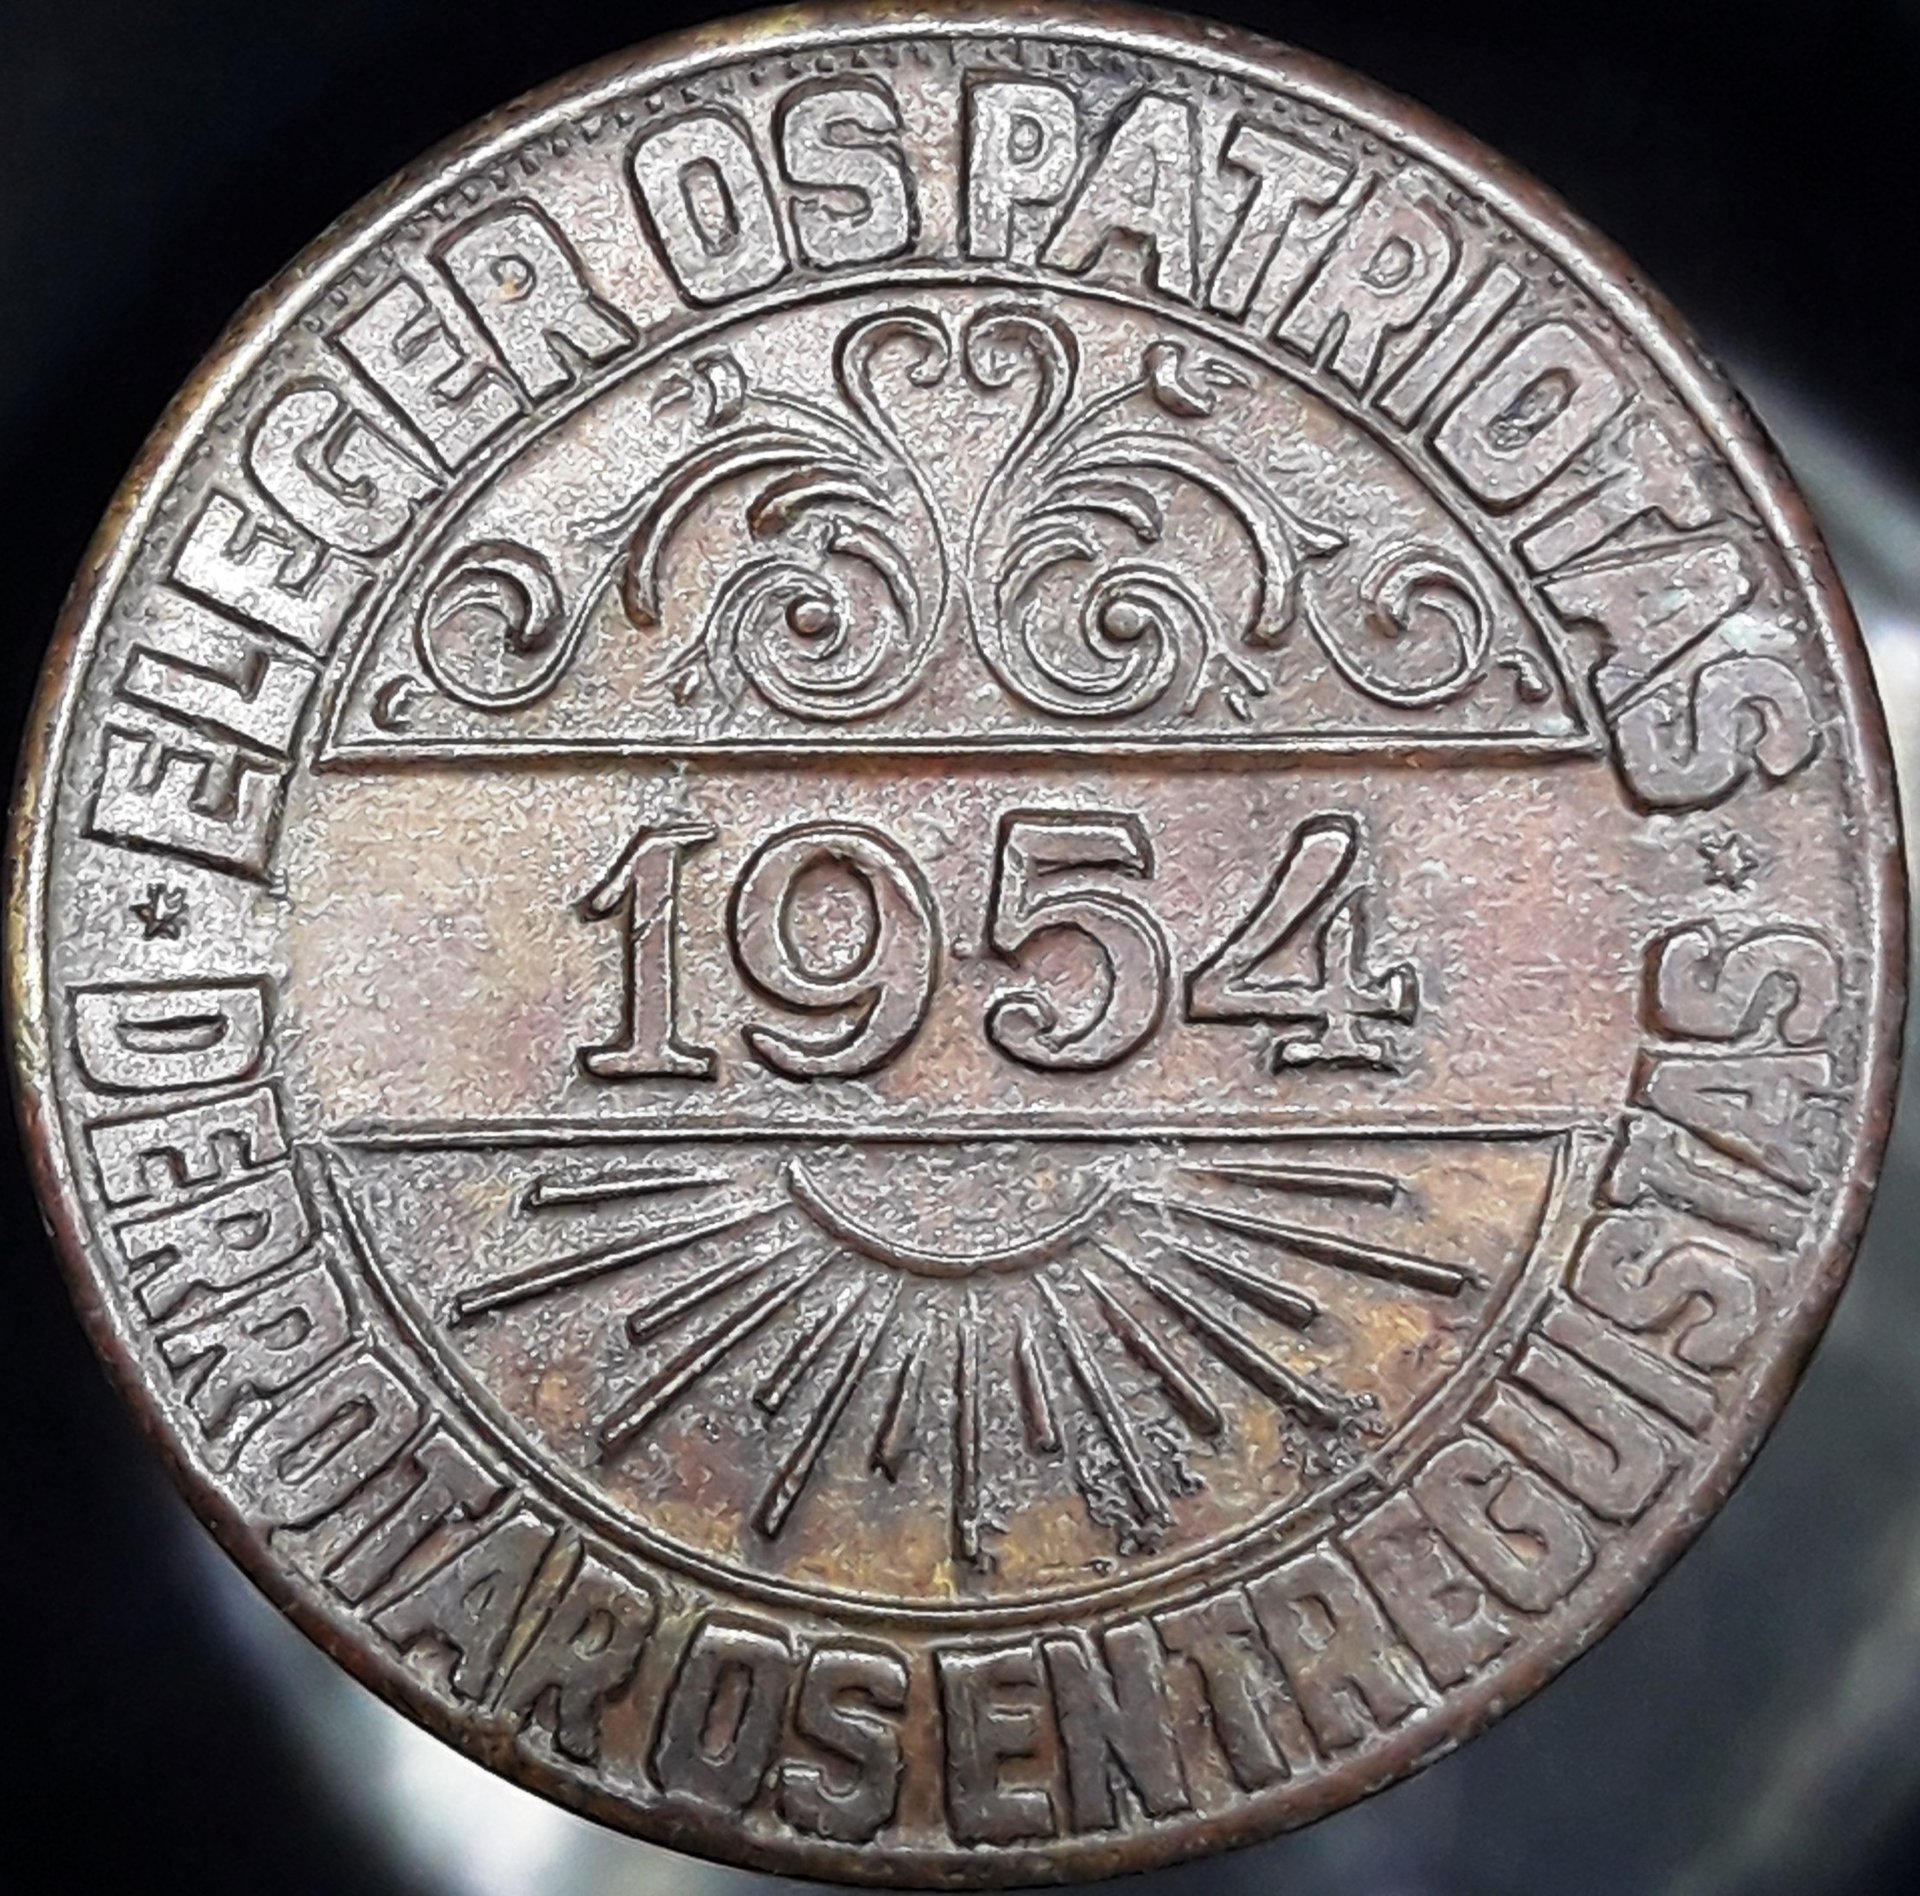 ELEGER OS PATRIOTAS
1954
DERROTAR OS ENTREGUISTAS